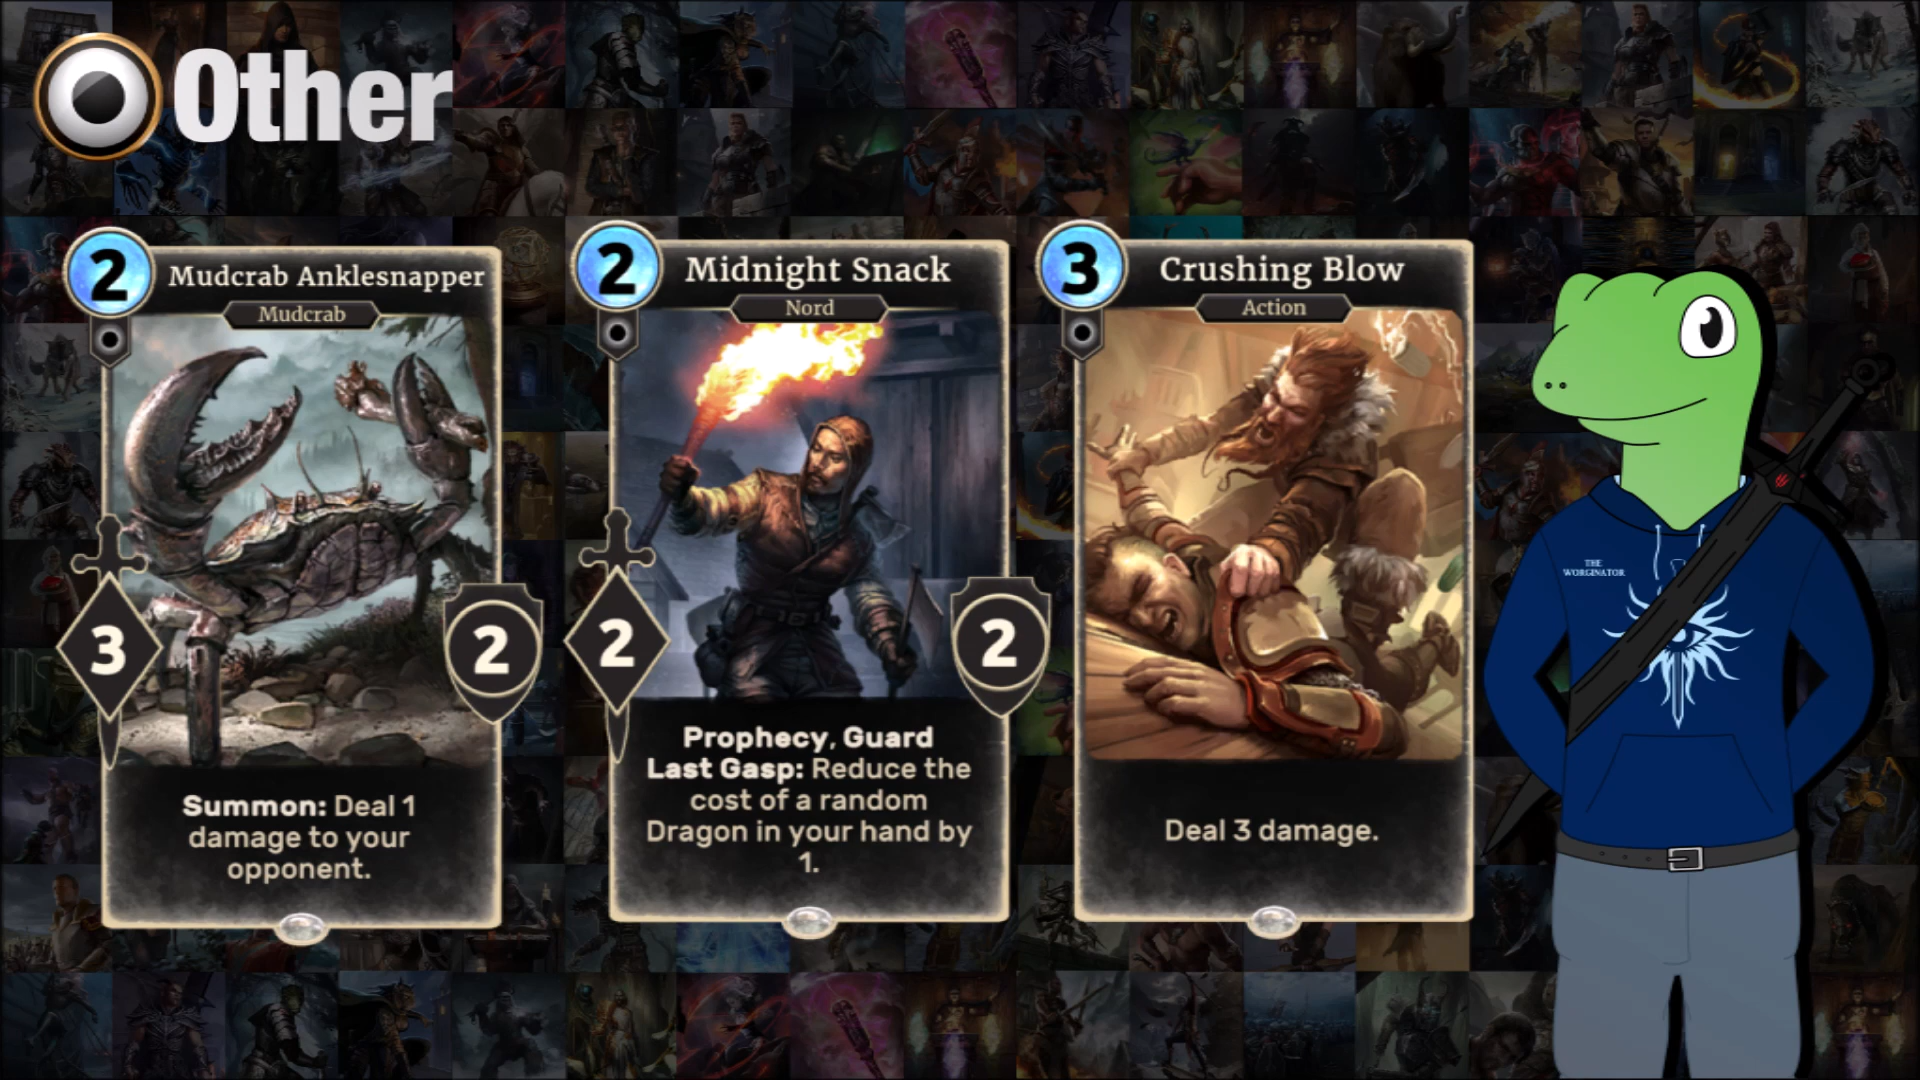 Other
2
Mudcrab Anklesnapper
Mudcrab
3
2
Summon: Deal 1
damage to your
opponent.
2
Midnight Snack
Nord
2
2
Prophecy, Guard
Last Gasp: Reduce the
cost of a random
Dragon in your hand by
1.
3
Crushing Blow
Action
Deal 3 damage.
THE
WORGINATOR